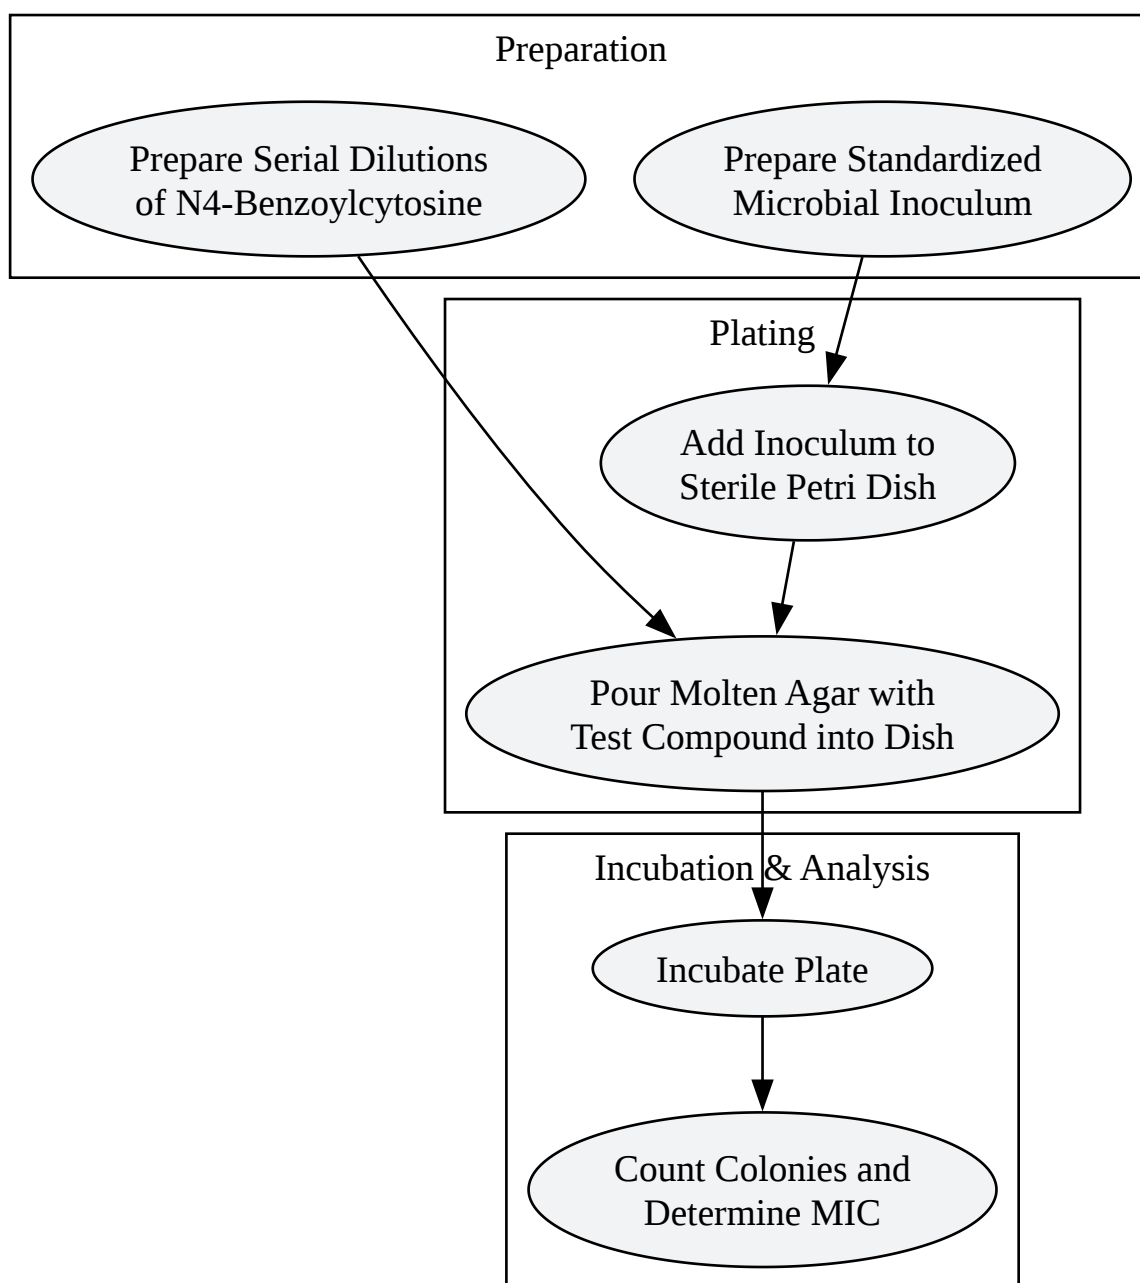 Preparation
Prepare Serial Dilutions
of N4-Benzoylcytosine
Prepare Standardized
Microbial Inoculum
Plating
Add Inoculum to
Sterile Petri Dish
Pour Molten Agar with
Test Compound into Dish
Incubation & Analysis
Incubate Plate
Count Colonies and
Determine MIC